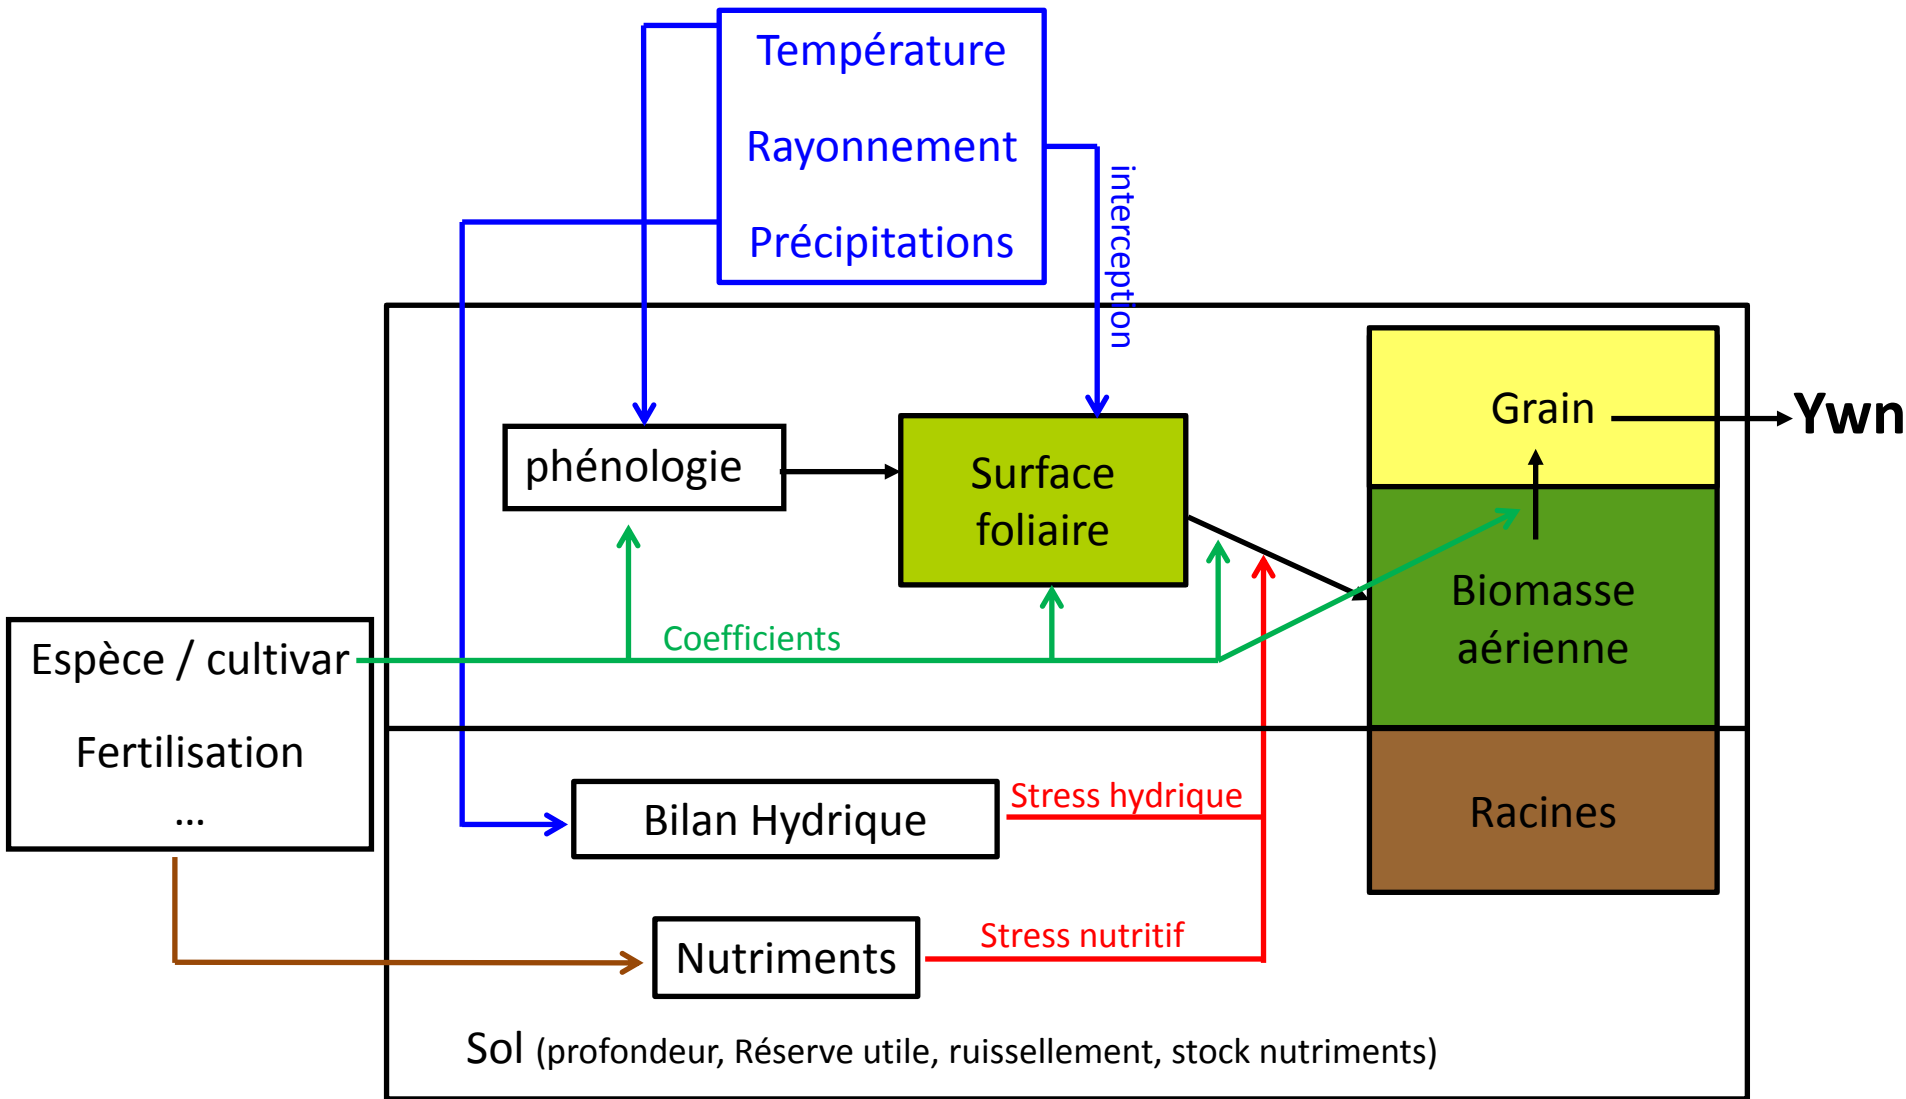 Température
Rayonnement
Précipitations
interception
phénologie
Surface
foliaire
Grain
Ywn
Biomasse
aérienne
Espèce / cultivar
Fertilisation
...
Coefficients
Bilan Hydrique
Stress hydrique
Racines
Nutriments
Stress nutritif
Sol (profondeur, Réserve utile, ruissellement, stock nutriments)